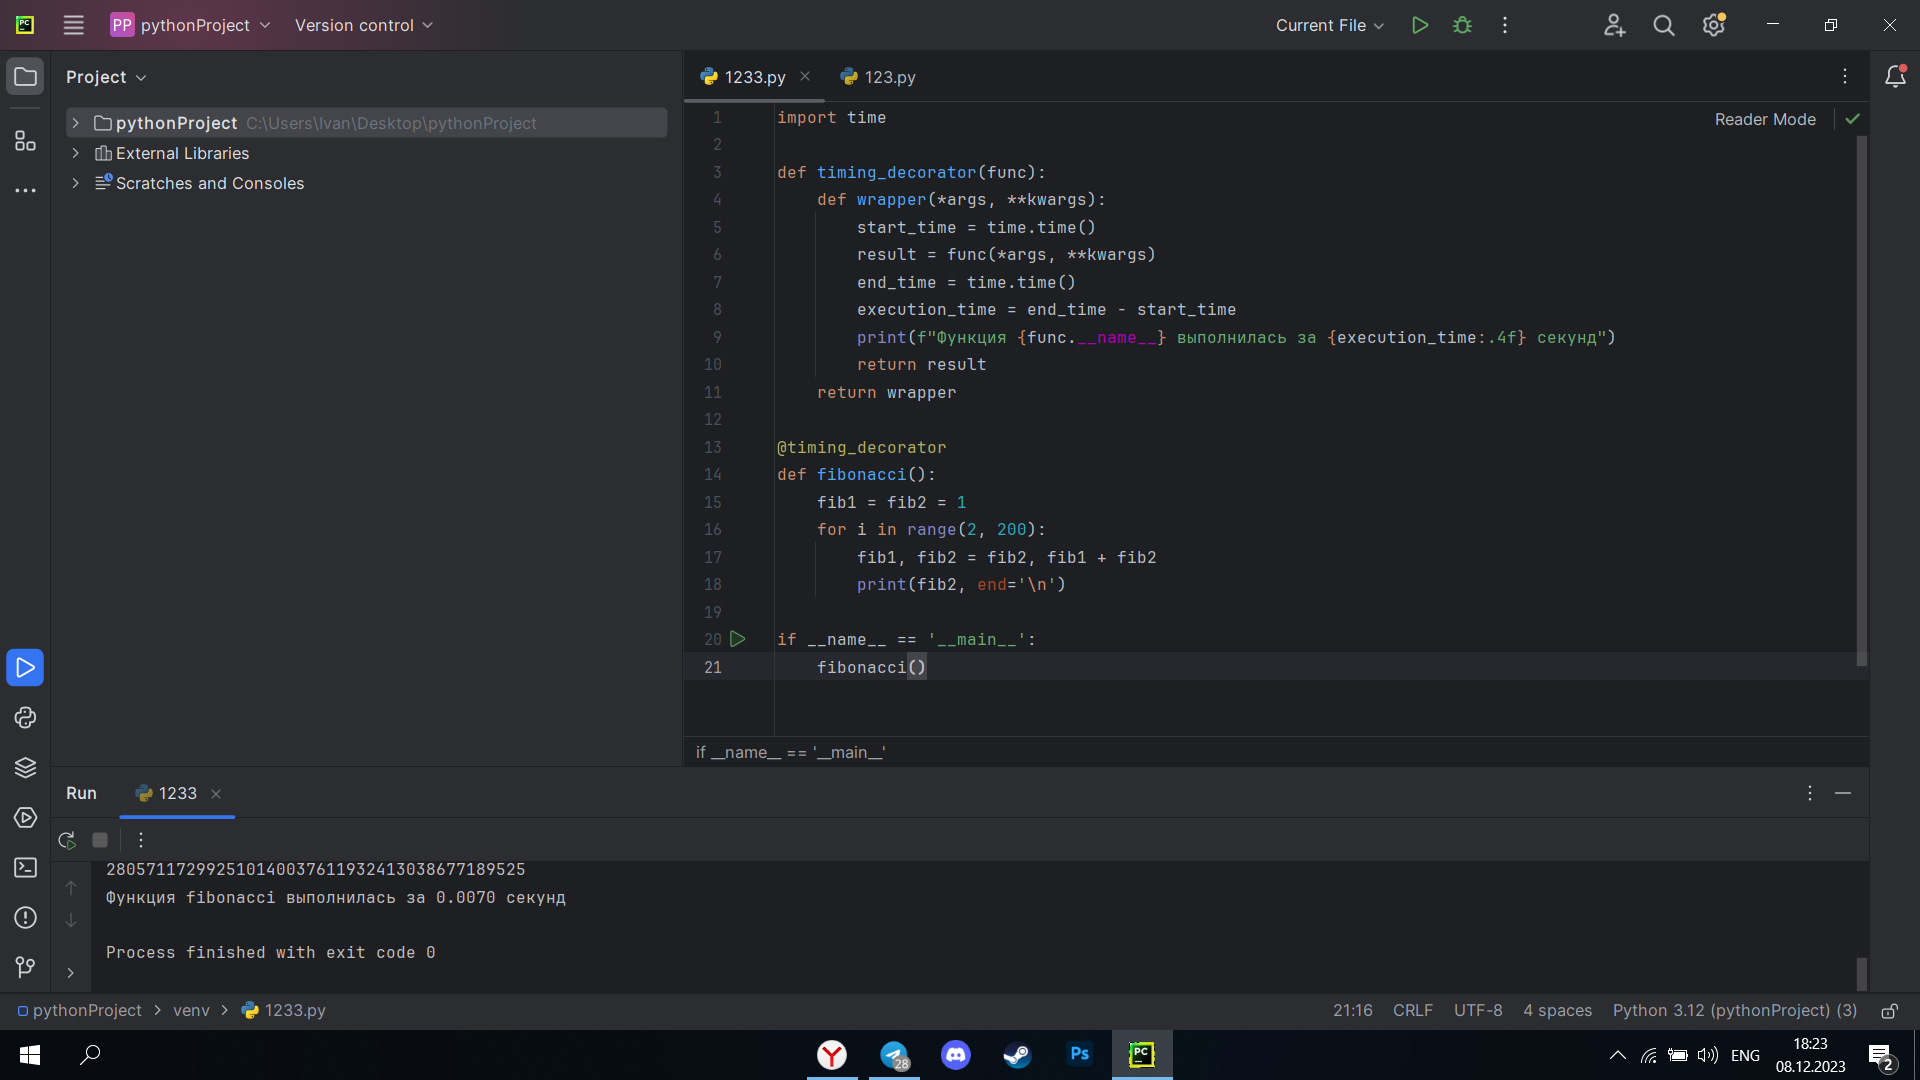 PP pythonProject Version control
Current File
Project
1233.py 123.py
pythonProject C:\Users\Ivan\Desktop\pythonProject
External Libraries
Scratches and Consoles
Reader Mode
1 import time
2
3 def timing_decorator(func):
4 def wrapper(*args, **kwargs):
5 start_time = time.time()
6 result = func(*args, **kwargs)
7 end_time = time.time()
8 execution_time = end_time - start_time
9 print(f"Функция {func.__name__} выполнилась за {execution_time:.4f} секунд")
10 return result
11 return wrapper
12
13 @timing_decorator
14 def fibonacci():
15 fib1 = fib2 = 1
16 for i in range(2, 200):
17 fib1, fib2 = fib2, fib1 + fib2
18 print(fib2, end='\n')
19
20 if __name__ == '__main__':
21 fibonacci()
if __name__ == '__main__'
Run 1233
280571172992510140037611932413038677189525
Функция fibonacci выполнилась за 0.0070 секунд
Process finished with exit code 0
pythonProject venv 1233.py
21:16 CRLF UTF-8 4 spaces Python 3.12 (pythonProject) (3)
28
Ps
PC
ENG
18:23
08.12.2023
2